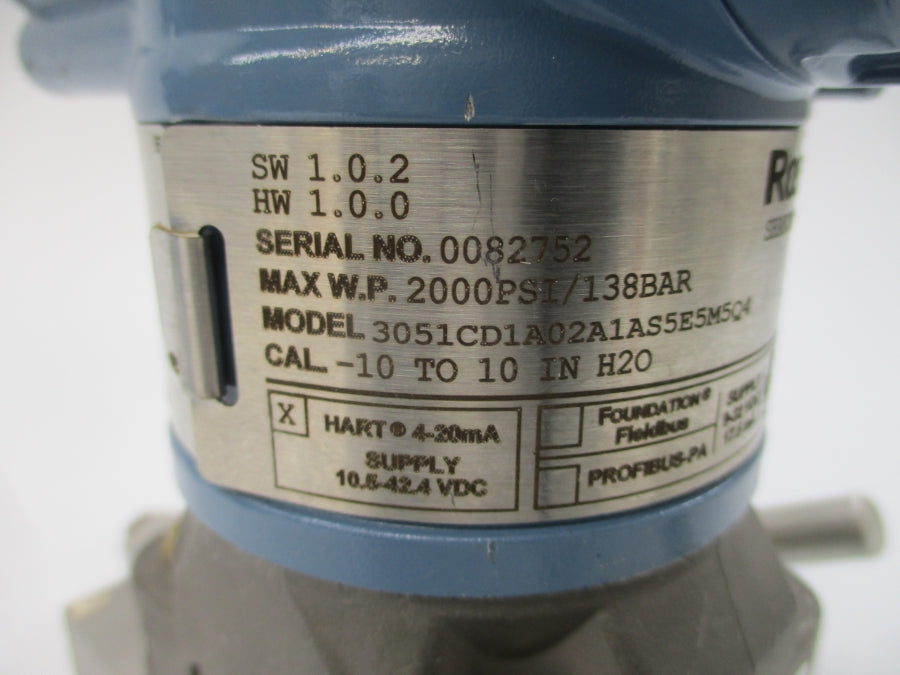 SW 1.0.2
HW 1.0.0
SERIAL NO. 0082752
MAX W.P. 2000PSI/138BAR
MODEL 3051CD1A02A1AS5E5M5Q4
CAL. -10 TO 10 IN H2O
X HART® 4-20mA
SUPPLY
10.5-42.4 VDC
FOUNDATION®
Fieldbus
PROFIBUS-PA
SUPPLY